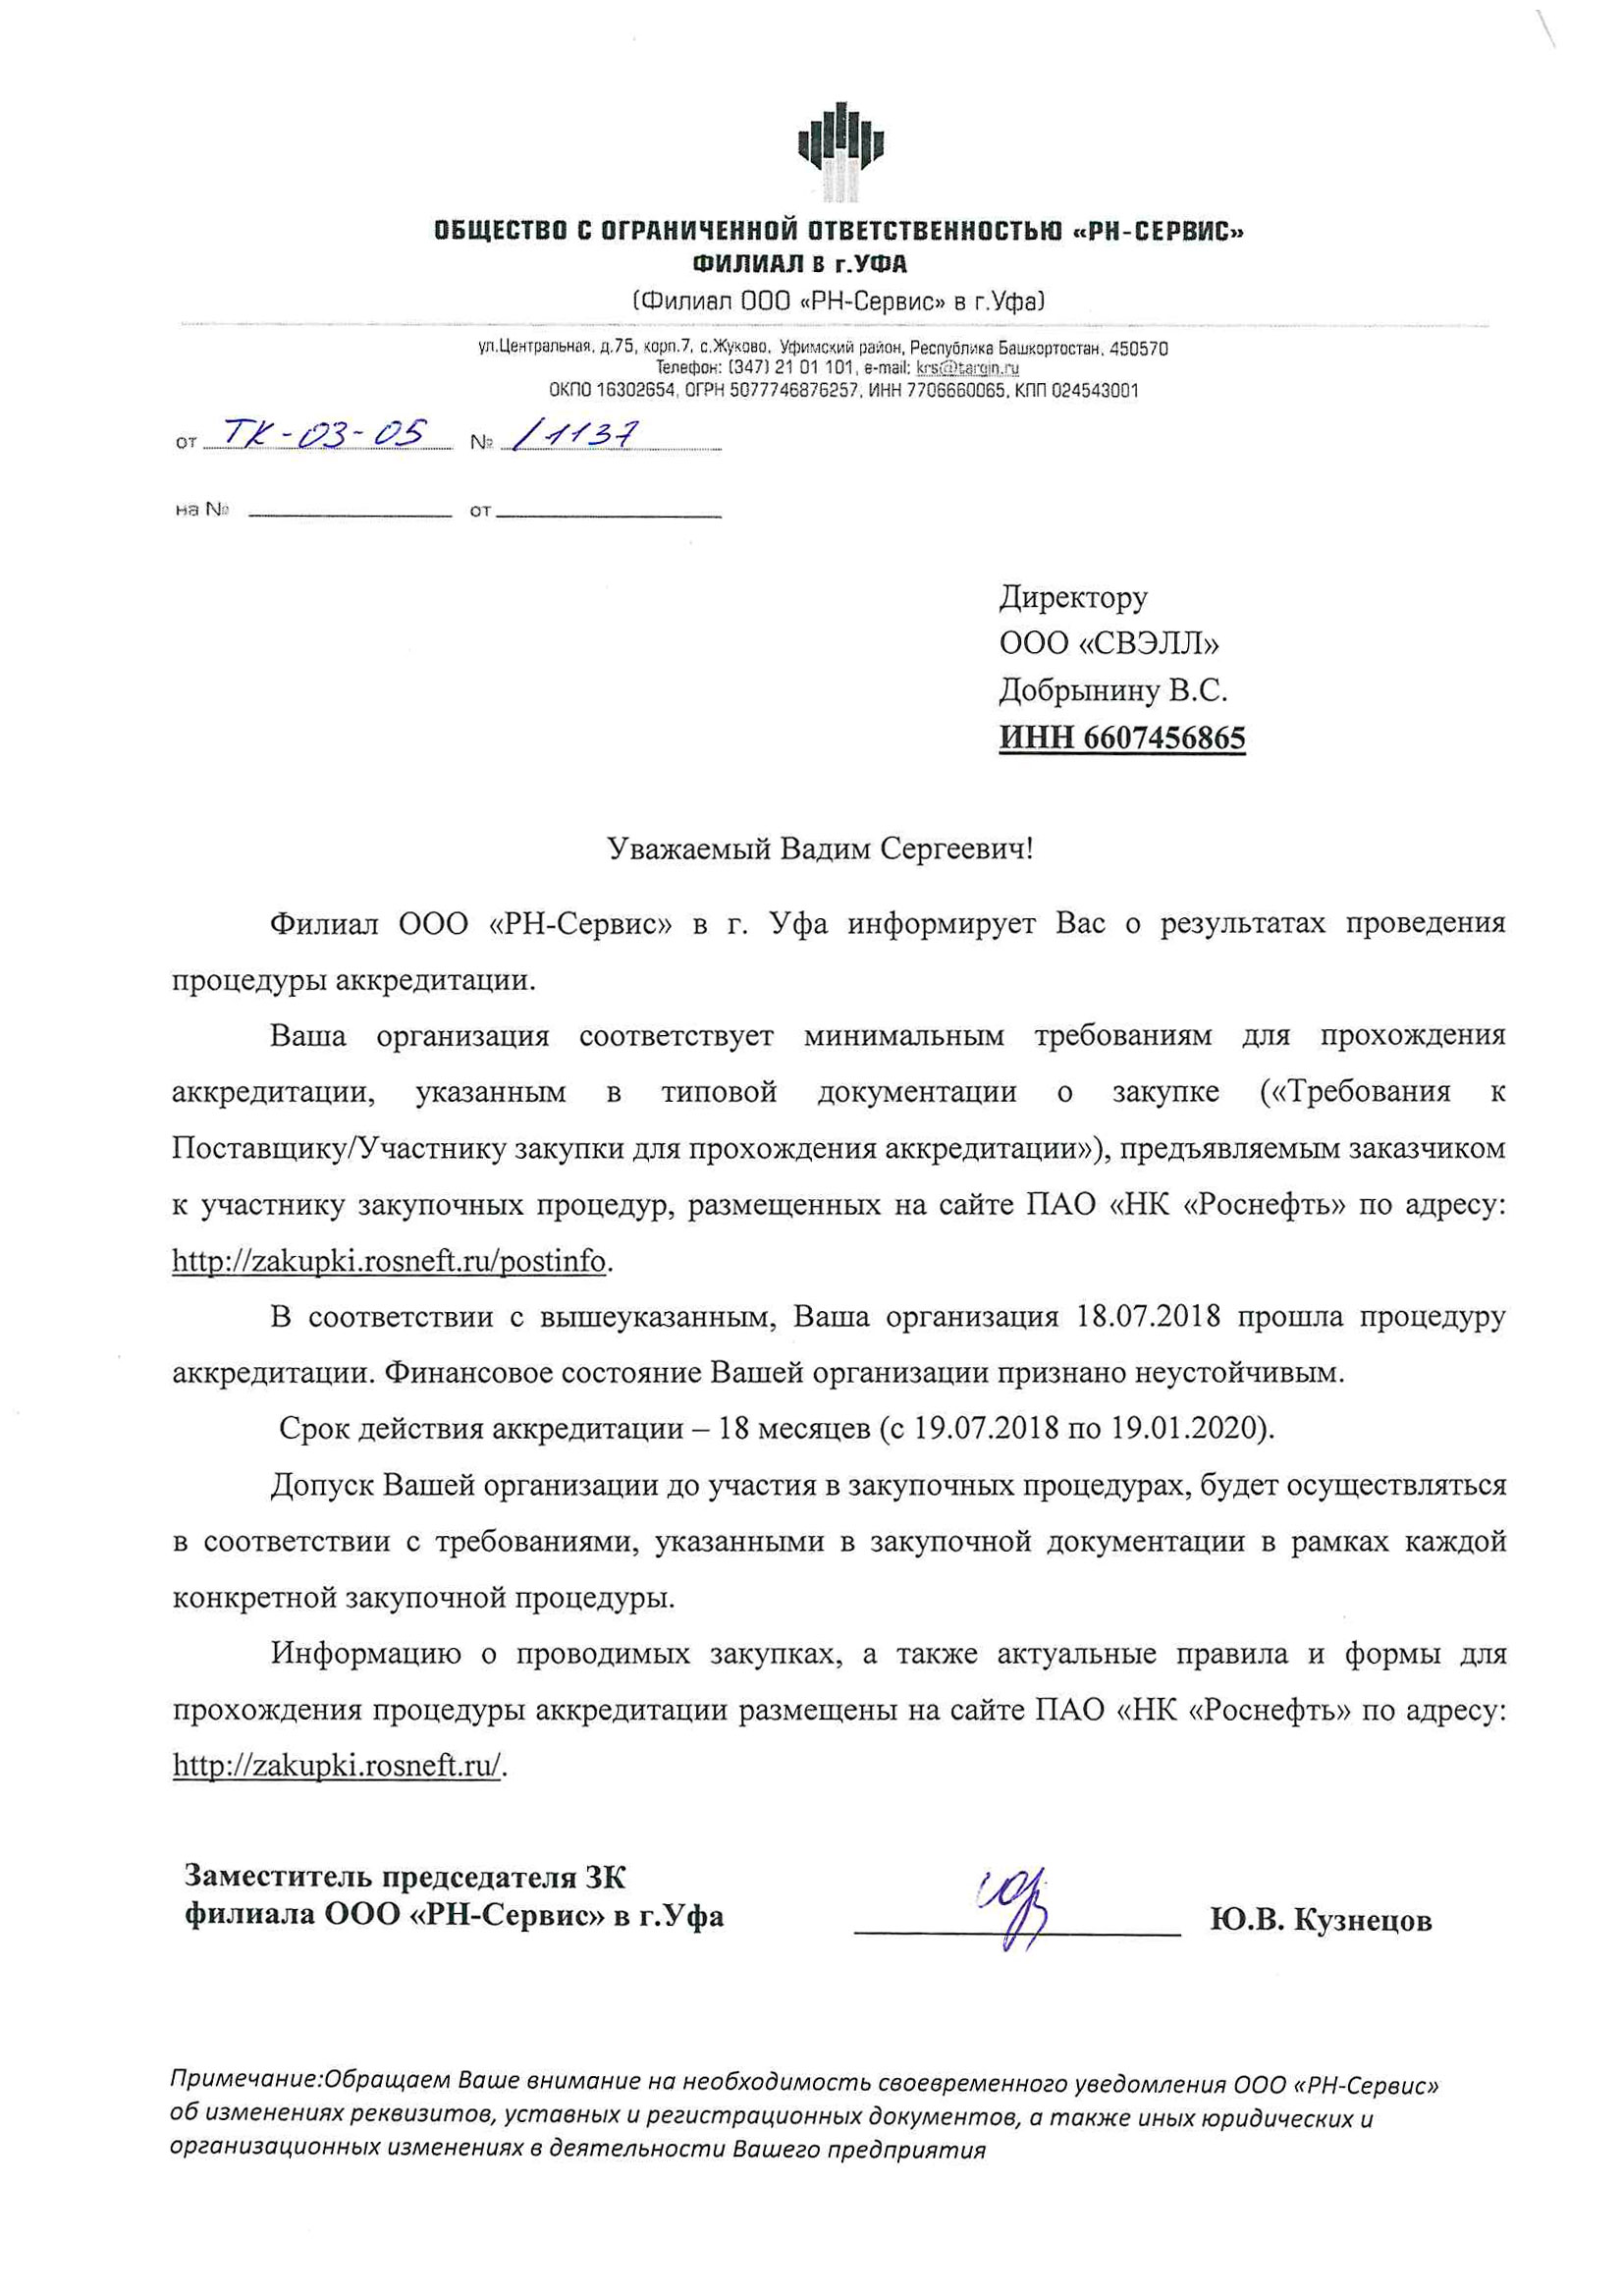 ОБЩЕСТВО С ОГРАНИЧЕННОЙ ОТВЕТСТВЕННОСТЬЮ «РН-СЕРВИС»
ФИЛИАЛ В г.УФА
(Филиал ООО «РН-Сервис» в г.Уфа)
ул.Центральная, д.75, корп.7, с.Жуково, Уфимский район, Республика Башкортостан, 450570
Телефон: (347) 21 01 101, e-mail: krs@targin.ru
ОКПО 16302654, ОГРН 5077746876257, ИНН 7706660065, КПП 024543001
от ТК-03-05 № /1137
на № от
Директору
ООО «СВЭЛЛ»
Добрынину В.С.
ИНН 6607456865
Уважаемый Вадим Сергеевич!
Филиал ООО «РН-Сервис» в г. Уфа информирует Вас о результатах проведения
процедуры аккредитации.
Ваша организация соответствует минимальным требованиям для прохождения
аккредитации, указанным в типовой документации о закупке («Требования к
Поставщику/Участнику закупки для прохождения аккредитации»), предъявляемым заказчиком
к участнику закупочных процедур, размещенных на сайте ПАО «НК «Роснефть» по адресу:
http://zakupki.rosneft.ru/postinfo.
В соответствии с вышеуказанным, Ваша организация 18.07.2018 прошла процедуру
аккредитации. Финансовое состояние Вашей организации признано неустойчивым.
Срок действия аккредитации – 18 месяцев (с 19.07.2018 по 19.01.2020).
Допуск Вашей организации до участия в закупочных процедурах, будет осуществляться
в соответствии с требованиями, указанными в закупочной документации в рамках каждой
конкретной закупочной процедуры.
Информацию о проводимых закупках, а также актуальные правила и формы для
прохождения процедуры аккредитации размещены на сайте ПАО «НК «Роснефть» по адресу:
http://zakupki.rosneft.ru/.
Заместитель председателя ЗК
филиала ООО «РН-Сервис» в г.Уфа Ю.В. Кузнецов
Примечание:Обращаем Ваше внимание на необходимость своевременного уведомления ООО «РН-Сервис»
об изменениях реквизитов, уставных и регистрационных документов, а также иных юридических и
организационных изменениях в деятельности Вашего предприятия